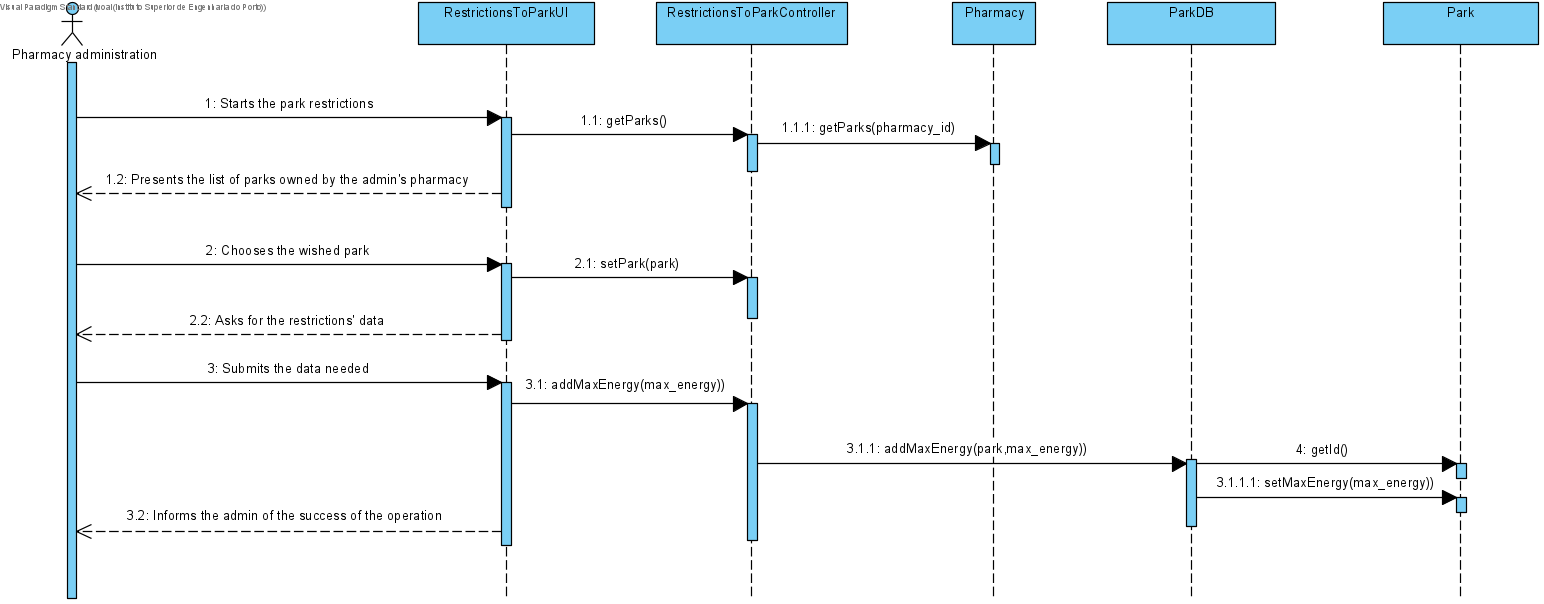 Visual Paradigm Standard (Instituto Superior de Engenharia do Porto)
RestrictionsToParkUI
RestrictionsToParkController
Pharmacy
ParkDB
Park
Pharmacy administration
1: Starts the park restrictions
1.1: getParks()
1.1.1: getParks(pharmacy_id)
1.2: Presents the list of parks owned by the admin's pharmacy
2: Chooses the wished park
2.1: setPark(park)
2.2: Asks for the restrictions' data
3: Submits the data needed
3.1: addMaxEnergy(max_energy))
3.1.1: addMaxEnergy(park,max_energy))
4: getId()
3.1.1.1: setMaxEnergy(max_energy))
3.2: Informs the admin of the success of the operation